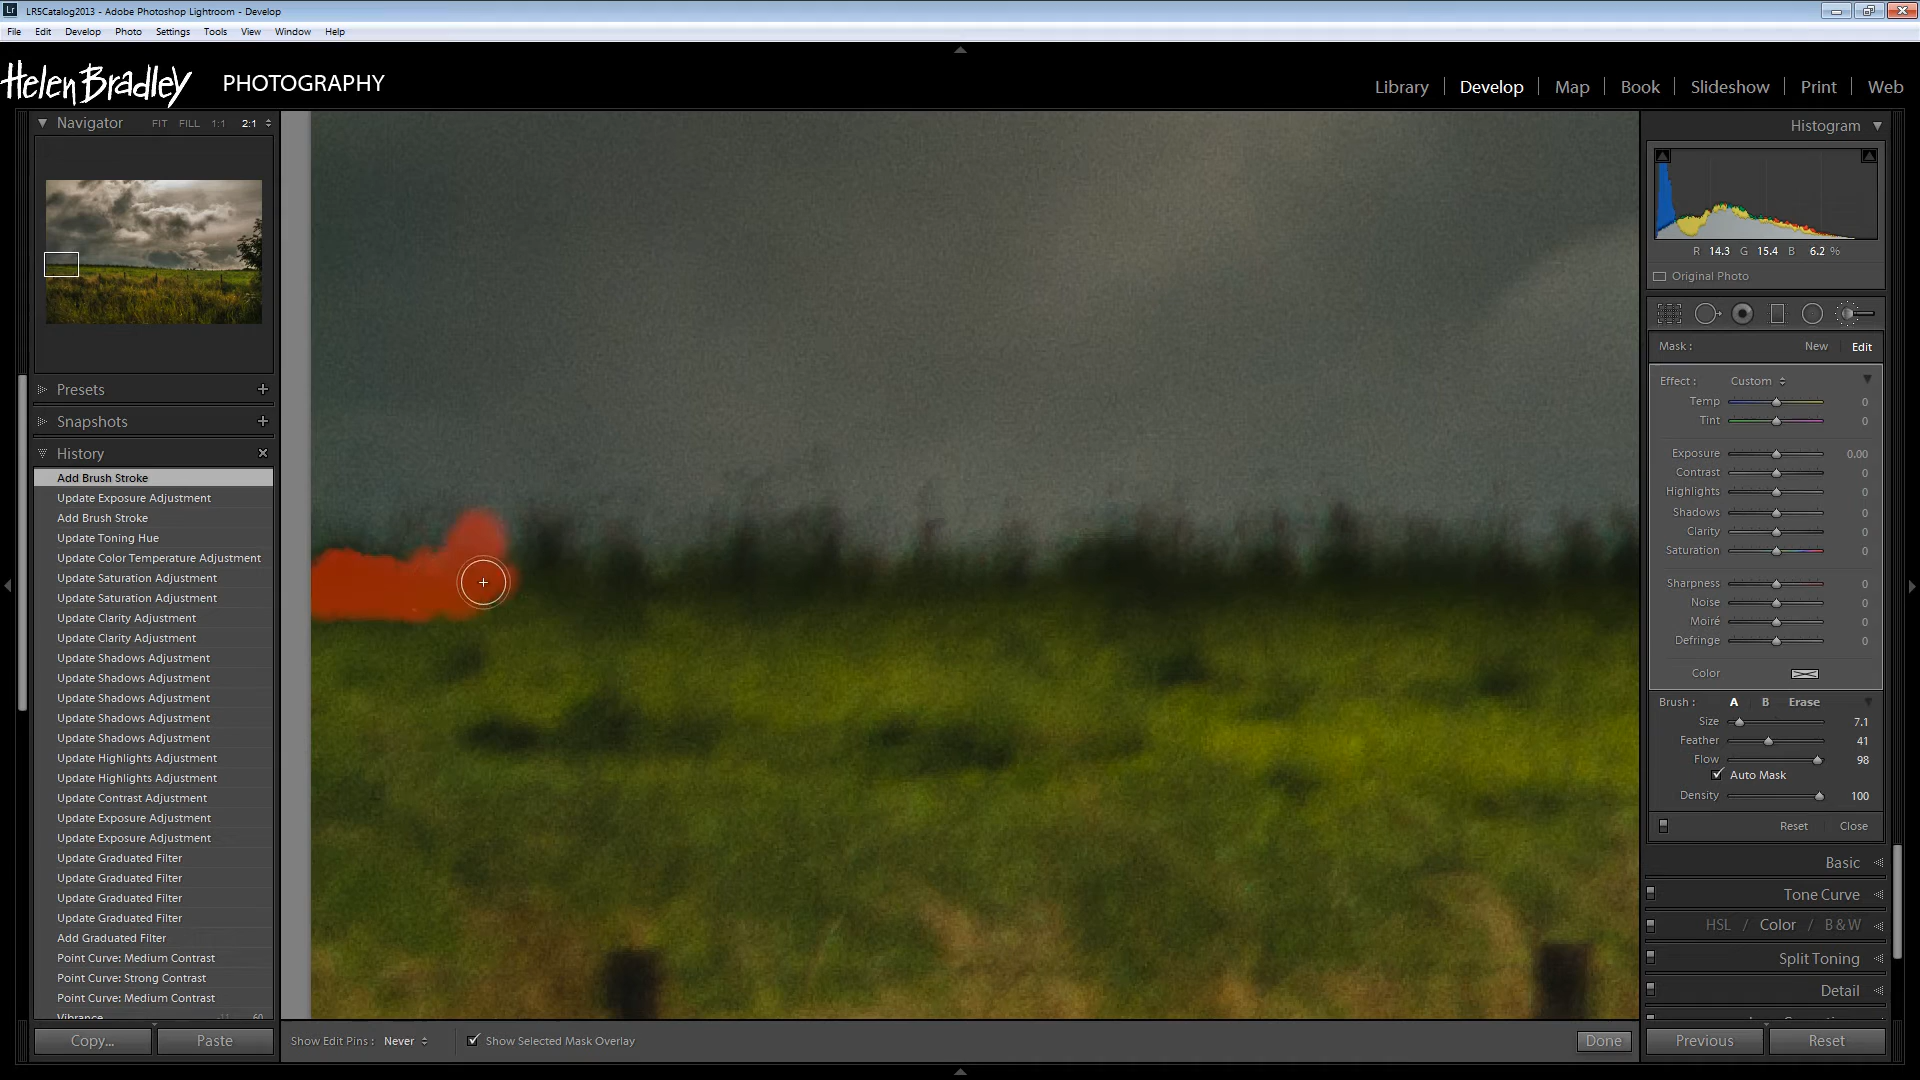 Lr LR5Catalog2013 - Adobe Photoshop Lightroom - Develop
File Edit Develop Photo Settings Tools View Window Help
Helen Bradley PHOTOGRAPHY
Library Develop Map Book Slideshow Print Web
Navigator FIT FILL 1:1 2:1
Presets
Snapshots
History
Add Brush Stroke
Update Exposure Adjustment
Add Brush Stroke
Update Toning Hue
Update Color Temperature Adjustment
Update Saturation Adjustment
Update Saturation Adjustment
Update Clarity Adjustment
Update Clarity Adjustment
Update Shadows Adjustment
Update Shadows Adjustment
Update Shadows Adjustment
Update Shadows Adjustment
Update Shadows Adjustment
Update Highlights Adjustment
Update Highlights Adjustment
Update Contrast Adjustment
Update Exposure Adjustment
Update Exposure Adjustment
Update Graduated Filter
Update Graduated Filter
Update Graduated Filter
Update Graduated Filter
Add Graduated Filter
Point Curve: Medium Contrast
Point Curve: Strong Contrast
Point Curve: Medium Contrast
Vibrance
Copy... Paste
Show Edit Pins : Never Show Selected Mask Overlay Done
Histogram
R 14.3 G 15.4 B 6.2 %
Original Photo
Mask : New Edit
Effect : Custom
Temp 0
Tint 0
Exposure 0.00
Contrast 0
Highlights 0
Shadows 0
Clarity 0
Saturation 0
Sharpness 0
Noise 0
Moiré 0
Defringe 0
Color
Brush : A B Erase
Size 7.1
Feather 41
Flow 98
Auto Mask
Density 100
Reset Close
Basic
Tone Curve
HSL / Color / B & W
Split Toning
Detail
Previous Reset